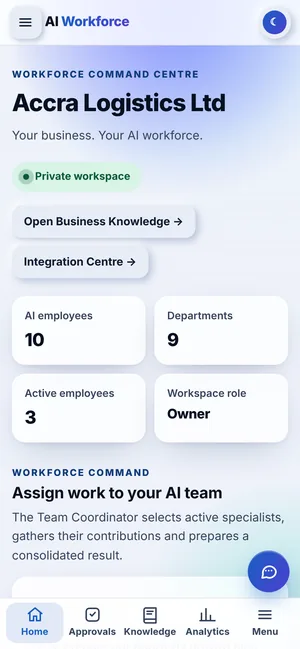 AI Workforce
WORKFORCE COMMAND CENTRE
Accra Logistics Ltd
Your business. Your AI workforce.
Private workspace
Open Business Knowledge →
Integration Centre →
AI employees
10
Departments
9
Active employees
3
Workspace role
Owner
WORKFORCE COMMAND
Assign work to your AI team
The Team Coordinator selects active specialists,
gathers their contributions and prepares a
consolidated result.
Home
Approvals
Knowledge
Analytics
Menu